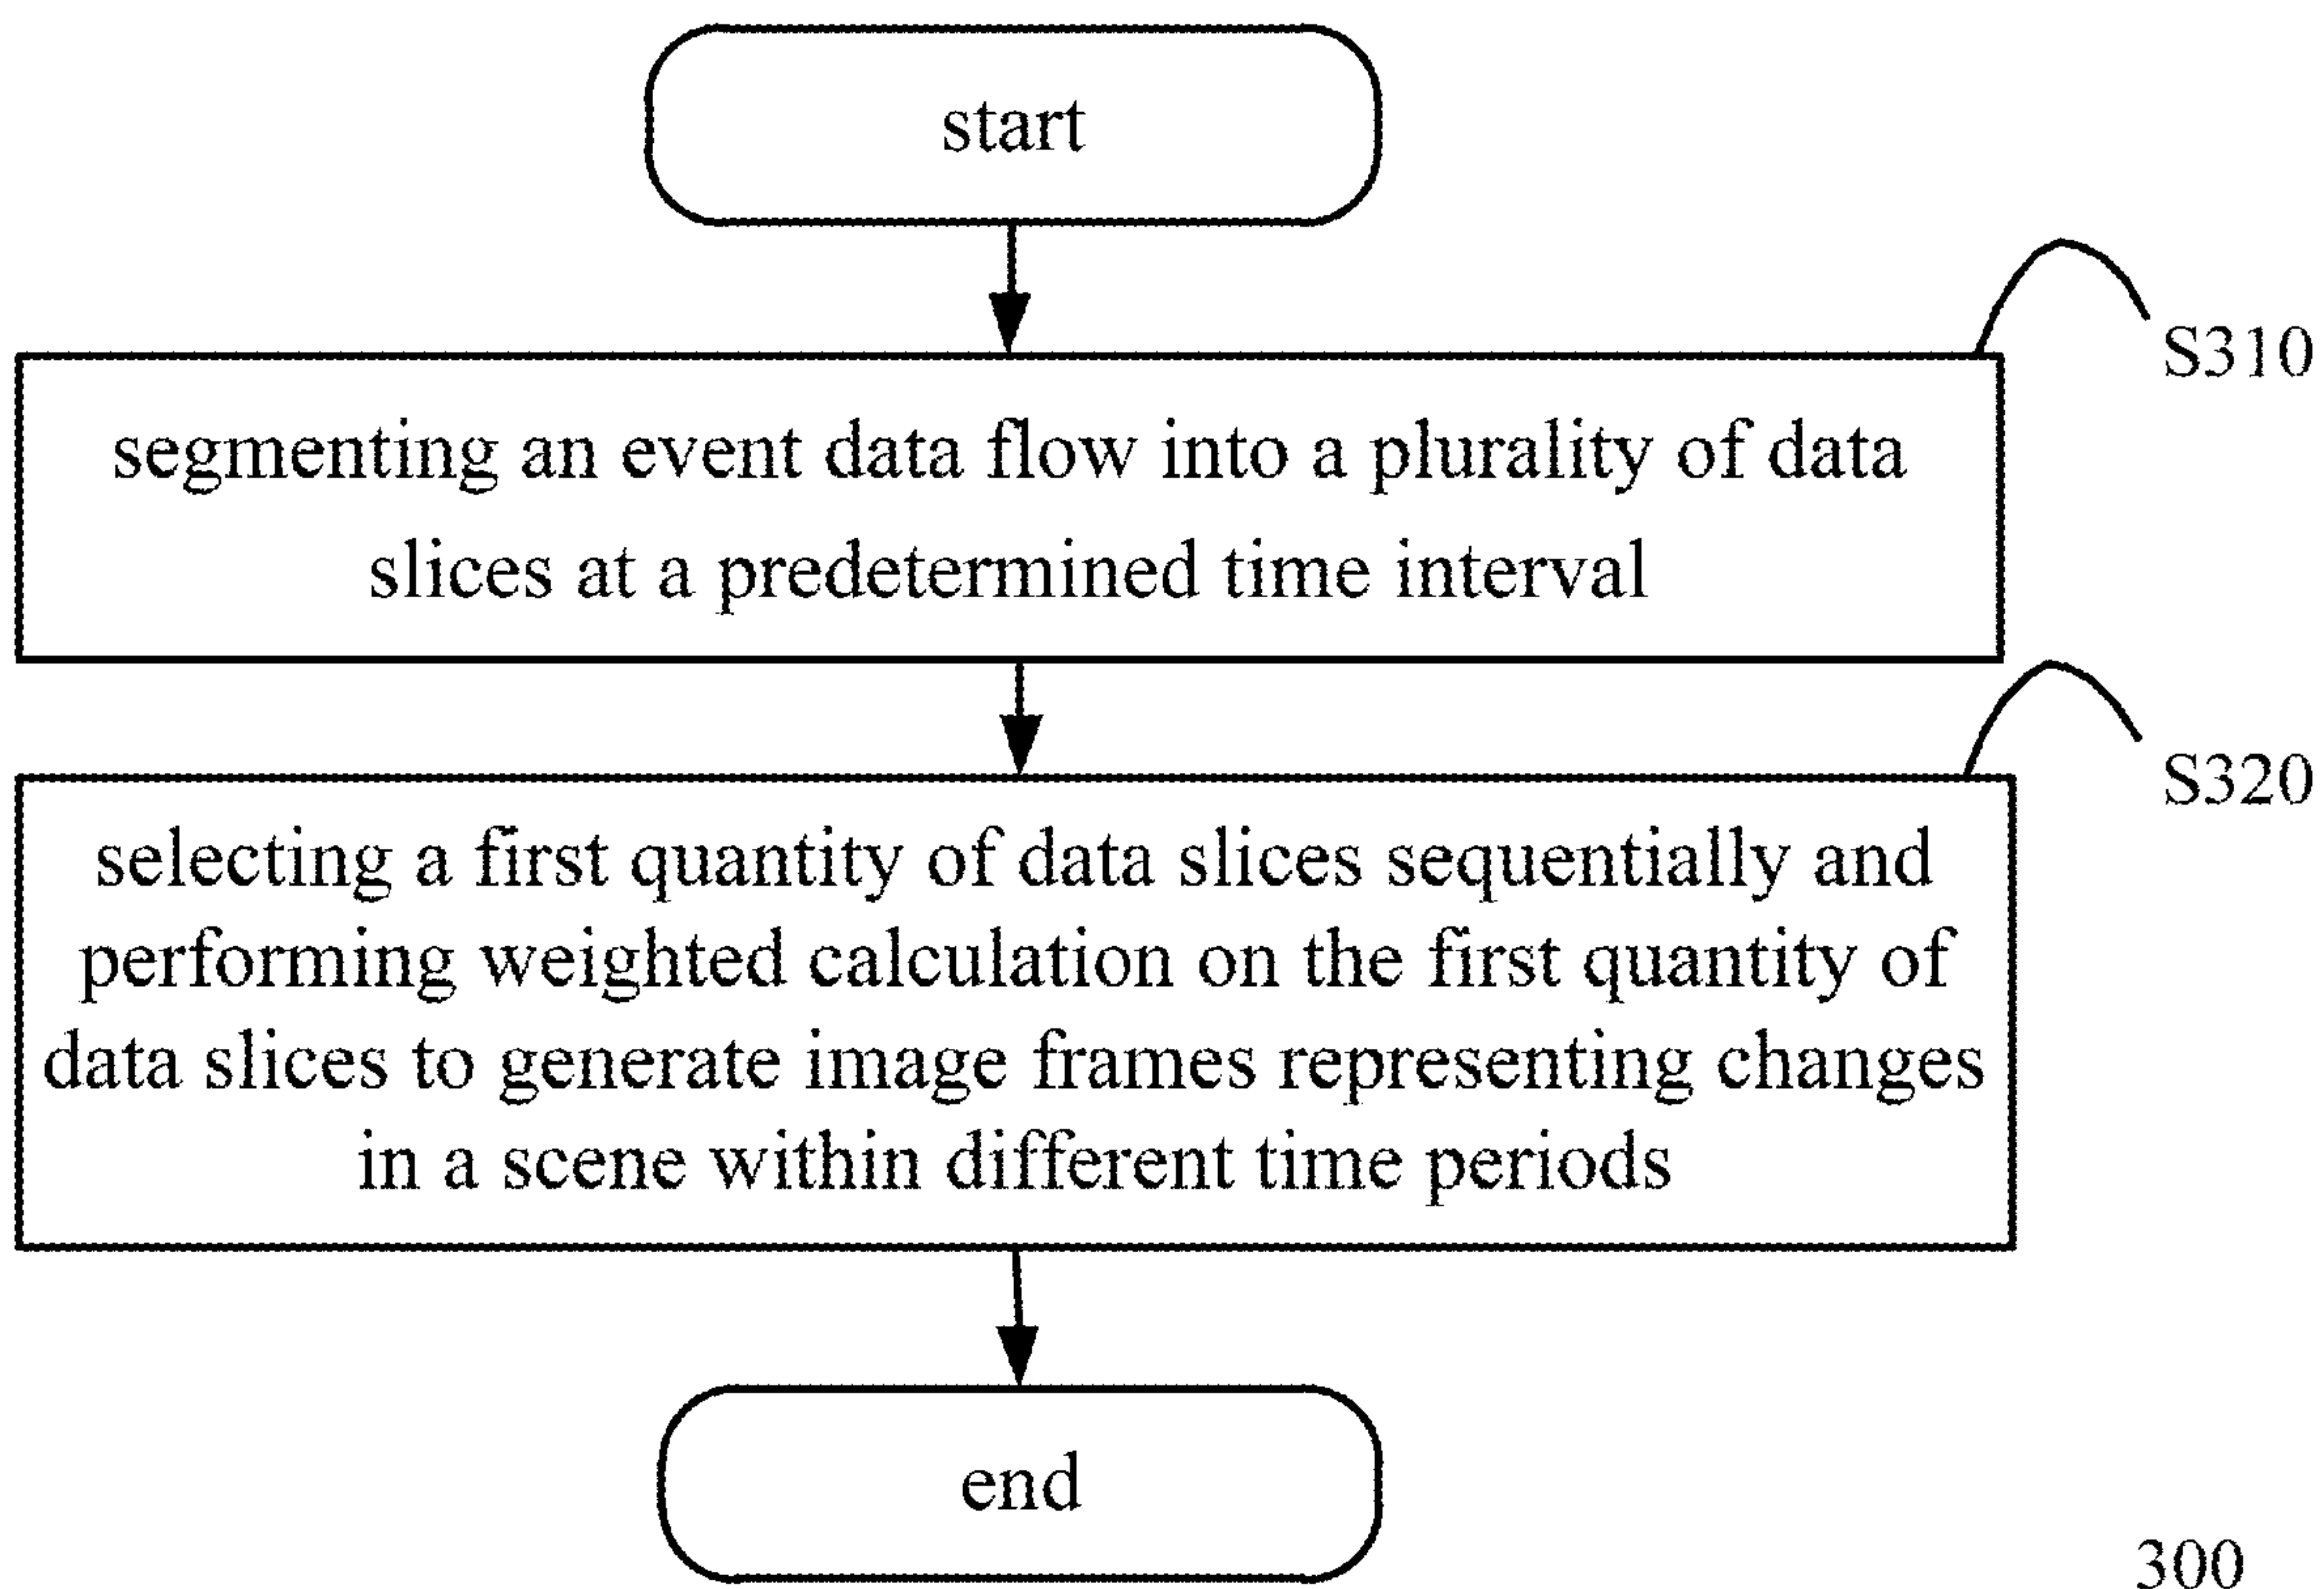 start
S310
segmenting an event data flow into a plurality of data
slices at a predetermined time interval
S320
selecting a first quantity of data slices sequentially and
performing weighted calculation on the first quantity of
data slices to generate image frames representing changes
in a scene within different time periods
end
300